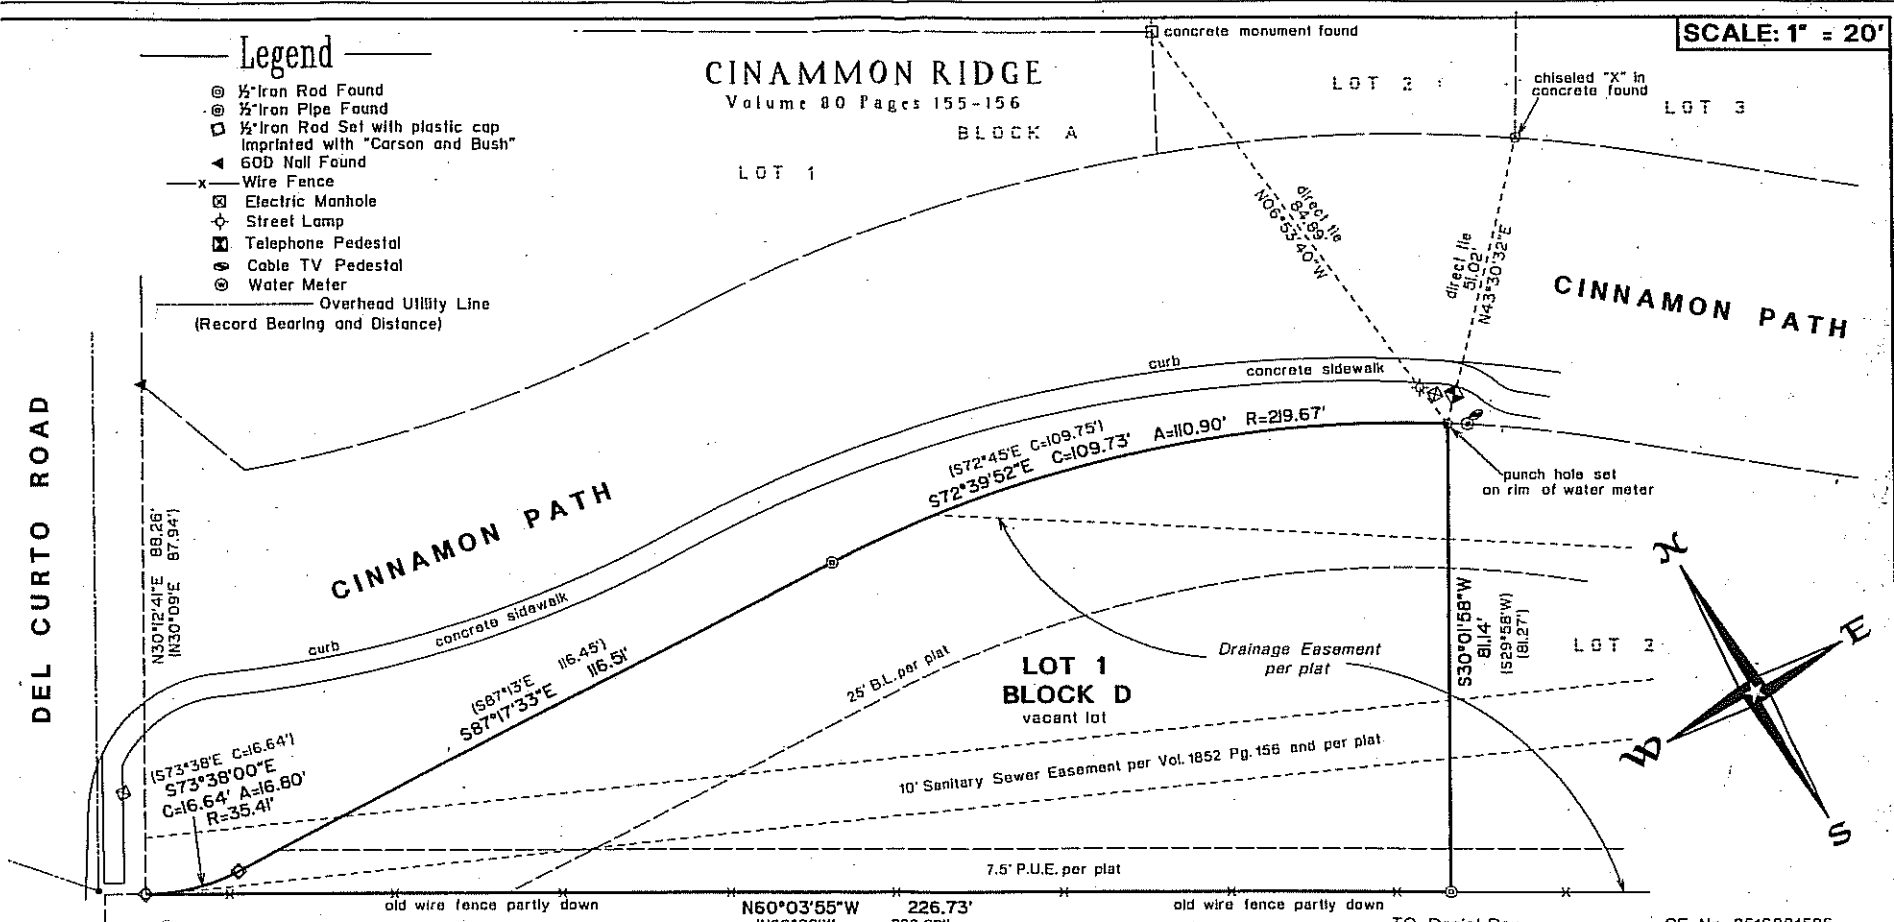 SCALE: 1" = 20'
Legend
½"Iron Rod Found
½"Iron Pipe Found
½"Iron Rod Set with plastic cap
Imprinted with "Carson and Bush"
60D Nail Found
x Wire Fence
Electric Manhole
Street Lamp
Telephone Pedestal
Cable TV Pedestal
Water Meter
Overhead Utility Line
(Record Bearing and Distance)
CINAMMON RIDGE
Volume 80 Pages 155-156
BLOCK A
LOT 1
concrete monument found
LOT 2
chiseled "X" in
concrete found
LOT 3
direct tie
84.89'
N06°53'40"W
direct tie
51.02'
N43°30'32"E
CINNAMON PATH
curb
concrete sidewalk
(S72°45'E C=109.75')
S72°39'52"E C=109.73' A=110.90' R=219.67'
punch hole set
on rim of water meter
DEL CURTO ROAD
N30°12'41"E 88.26'
(N30°09'E 87.94')
CINNAMON PATH
curb
concrete sidewalk
(S87°13'E 116.45')
S87°17'33"E 116.51'
25' B.L. per plat
LOT 1
BLOCK D
vacant lot
Drainage Easement
per plat
S30°01'58"W
81.14'
(S29°58'W)
(81.27')
LOT 2
N
E
W
S
(S73°38'E C=16.64')
S73°38'00"E
C=16.64' A=16.80'
R=35.41'
10' Sanitary Sewer Easement per Vol. 1852 Pg. 156 and per plat
7.5' P.U.E. per plat
old wire fence partly down
N60°03'55"W 226.73'
old wire fence partly down